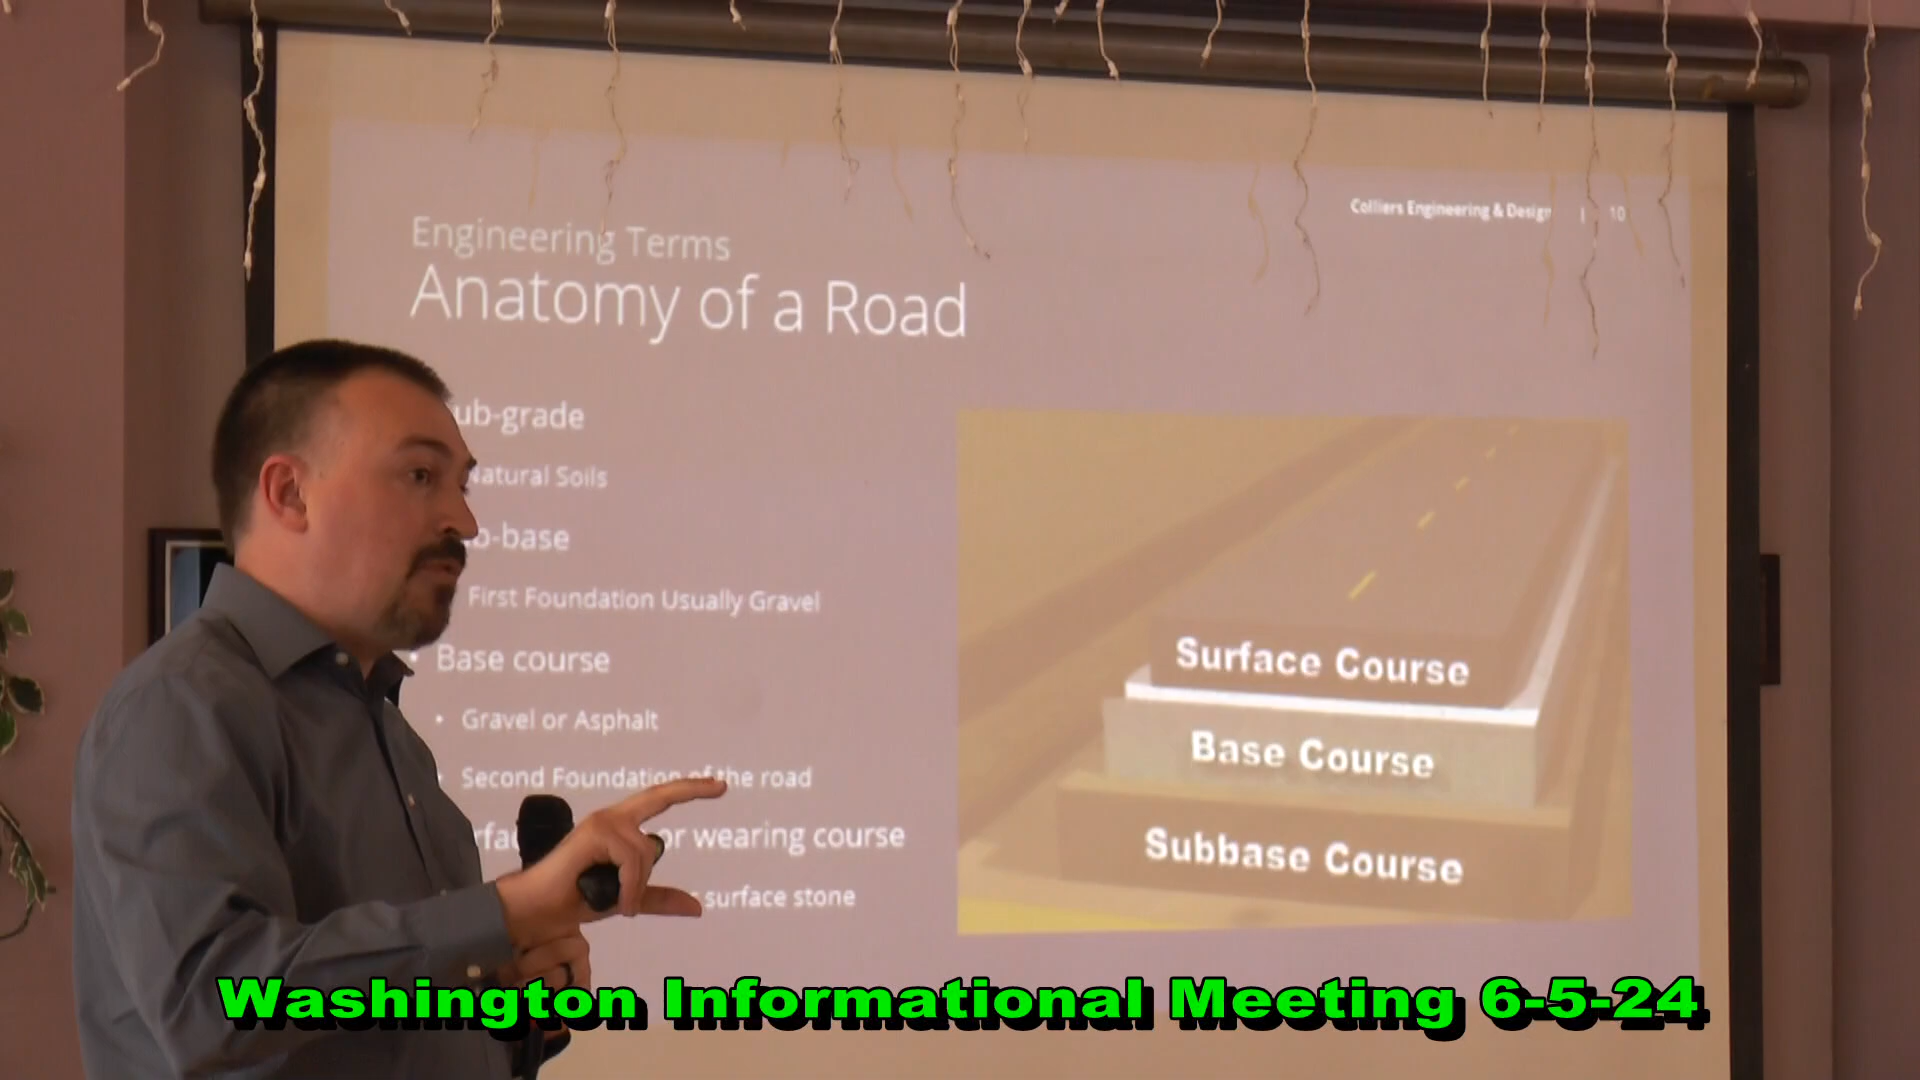 Colliers Engineering & Design | 10
Engineering Terms
Anatomy of a Road
ub-grade
Natural Soils
b-base
First Foundation Usually Gravel
• Base course
• Gravel or Asphalt
• Second Foundation of the road
or wearing course
surface stone
Surface Course
Base Course
Subbase Course
Washington Informational Meeting 6-5-24